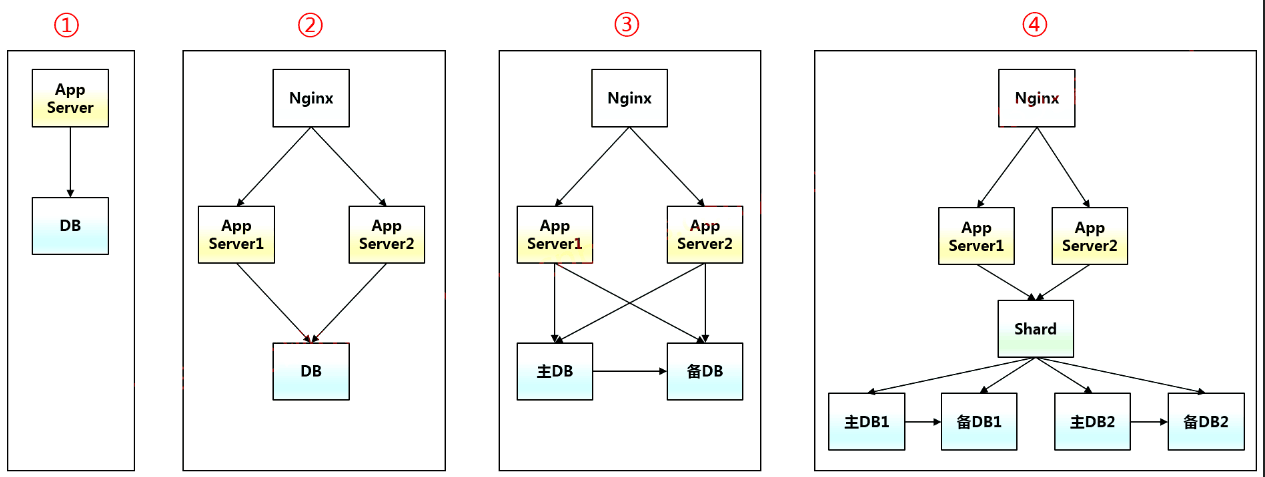 ①
App
Server
DB
②
Nginx
App
Server1
App
Server2
DB
③
Nginx
App
Server1
App
Server2
主DB
备DB
④
Nginx
App
Server1
App
Server2
Shard
主DB1
备DB1
主DB2
备DB2